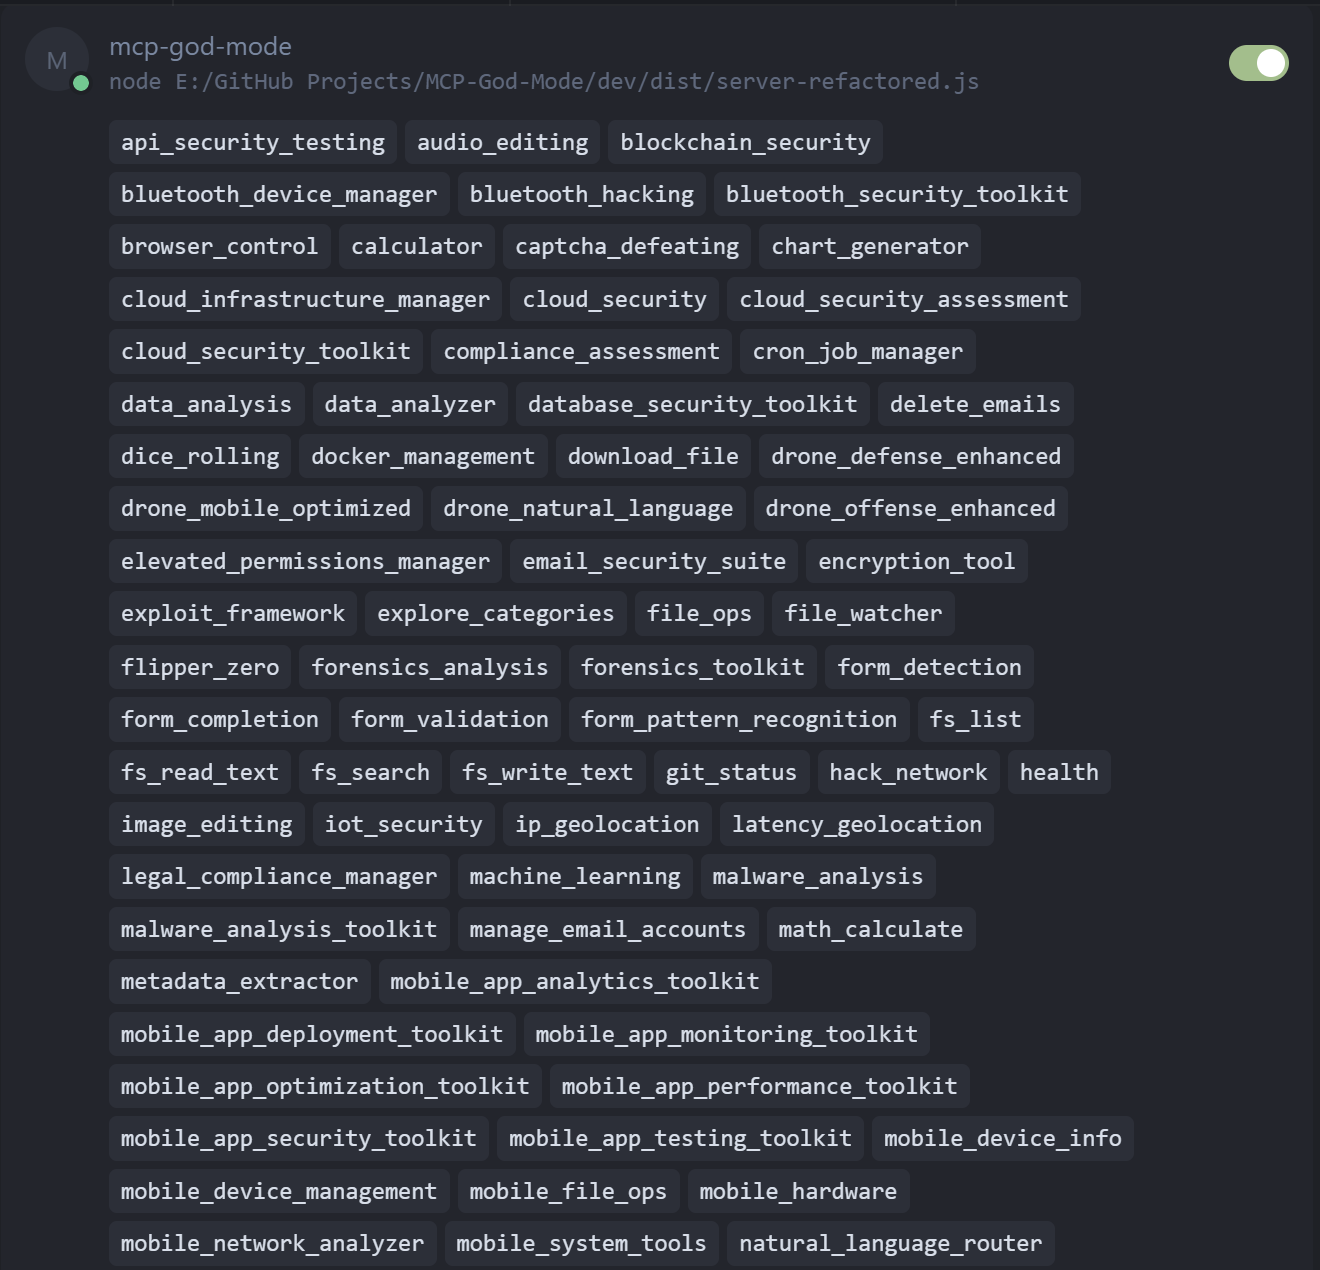 M
mcp-god-mode
node E:/GitHub Projects/MCP-God-Mode/dev/dist/server-refactored.js
api_security_testing audio_editing blockchain_security
bluetooth_device_manager bluetooth_hacking bluetooth_security_toolkit
browser_control calculator captcha_defeating chart_generator
cloud_infrastructure_manager cloud_security cloud_security_assessment
cloud_security_toolkit compliance_assessment cron_job_manager
data_analysis data_analyzer database_security_toolkit delete_emails
dice_rolling docker_management download_file drone_defense_enhanced
drone_mobile_optimized drone_natural_language drone_offense_enhanced
elevated_permissions_manager email_security_suite encryption_tool
exploit_framework explore_categories file_ops file_watcher
flipper_zero forensics_analysis forensics_toolkit form_detection
form_completion form_validation form_pattern_recognition fs_list
fs_read_text fs_search fs_write_text git_status hack_network health
image_editing iot_security ip_geolocation latency_geolocation
legal_compliance_manager machine_learning malware_analysis
malware_analysis_toolkit manage_email_accounts math_calculate
metadata_extractor mobile_app_analytics_toolkit
mobile_app_deployment_toolkit mobile_app_monitoring_toolkit
mobile_app_optimization_toolkit mobile_app_performance_toolkit
mobile_app_security_toolkit mobile_app_testing_toolkit mobile_device_info
mobile_device_management mobile_file_ops mobile_hardware
mobile_network_analyzer mobile_system_tools natural_language_router